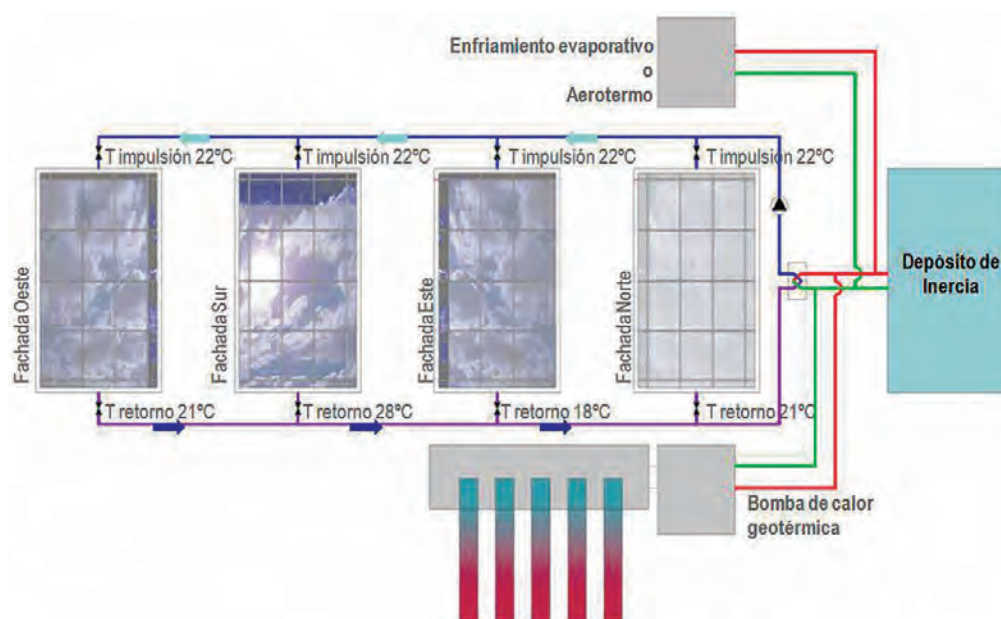 Enfriamiento evaporativo
o
Aerotermo
T impulsión 22ºC
T impulsión 22ºC
T impulsión 22ºC
T impulsión 22ºC
Fachada Oeste
Fachada Sur
Fachada Este
Fachada Norte
Depósito de
Inercia
T retorno 21ºC
T retorno 28ºC
T retorno 18ºC
T retorno 21ºC
Bomba de calor
geotérmica